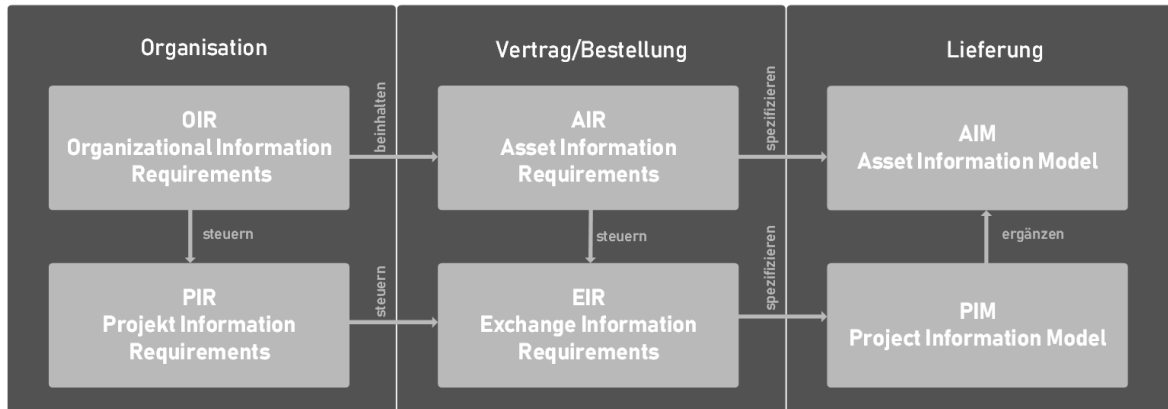 Organisation
Vertrag/Bestellung
Lieferung
OIR
Organizational Information
Requirements
beinhalten
AIR
Asset Information
Requirements
spezifizieren
AIM
Asset Information Model
steuern
steuern
ergänzen
PIR
Projekt Information
Requirements
steuern
EIR
Exchange Information
Requirements
spezifizieren
PIM
Project Information Model